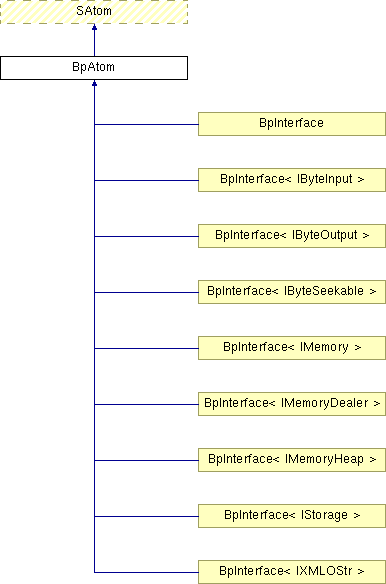 SAtom
BpAtom
BpInterface
BpInterface< IByteInput >
BpInterface< IByteOutput >
BpInterface< IByteSeekable >
BpInterface< IMemory >
BpInterface< IMemoryDealer >
BpInterface< IMemoryHeap >
BpInterface< IStorage >
BpInterface< IXMLOStr >